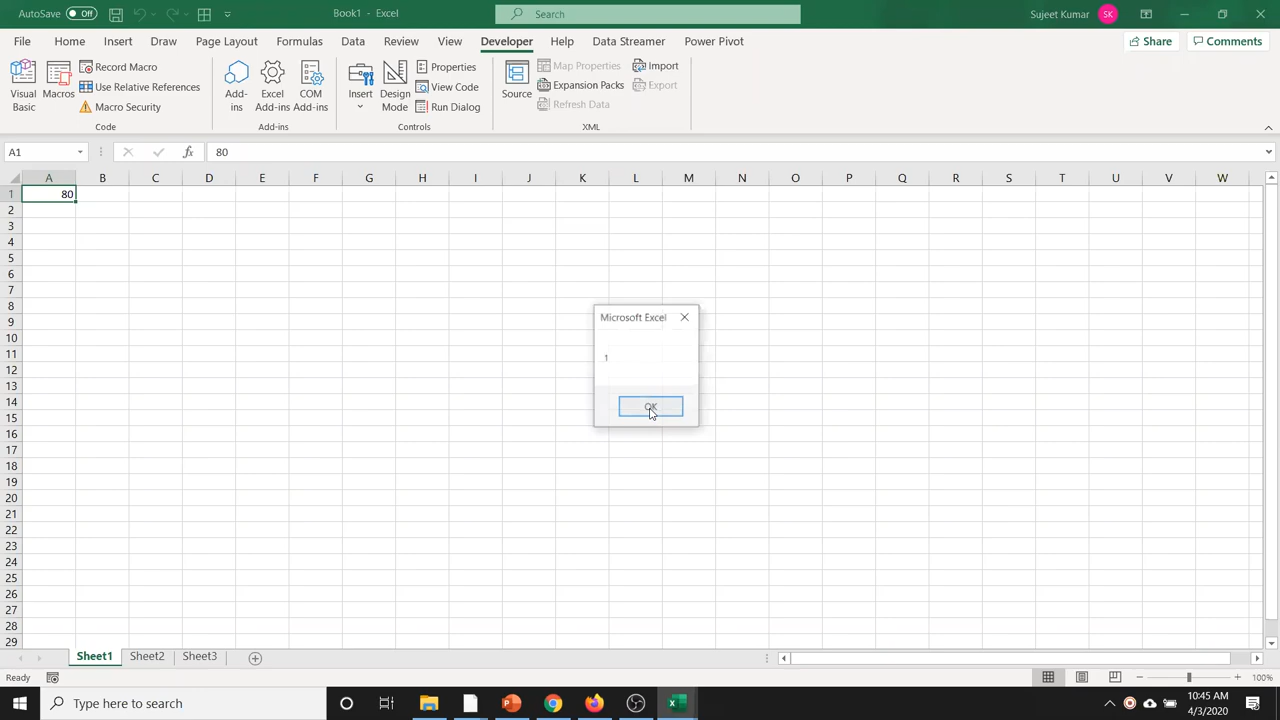 AutoSave Off Book1 - Excel Search Sujeet Kumar SK
File Home Insert Draw Page Layout Formulas Data Review View Developer Help Data Streamer Power Pivot Share Comments
Visual Basic
Macros
Record Macro
Use Relative References
Macro Security
Code
Add-ins
Excel Add-ins
COM Add-ins
Add-ins
Insert
Design Mode
Properties
View Code
Run Dialog
Controls
Source
Map Properties
Expansion Packs
Refresh Data
Import
Export
XML
A1 fx 80
A B C D E F G H I J K L M N O P Q R S T U V W
1 80
2
3
4
5
6
7
8
9
10
11
12
13
14
15
16
17
18
19
20
21
22
23
24
25
26
27
28
29
Microsoft Excel
1
OK
Sheet1 Sheet2 Sheet3
Ready 100%
Type here to search 10:45 AM
4/3/2020